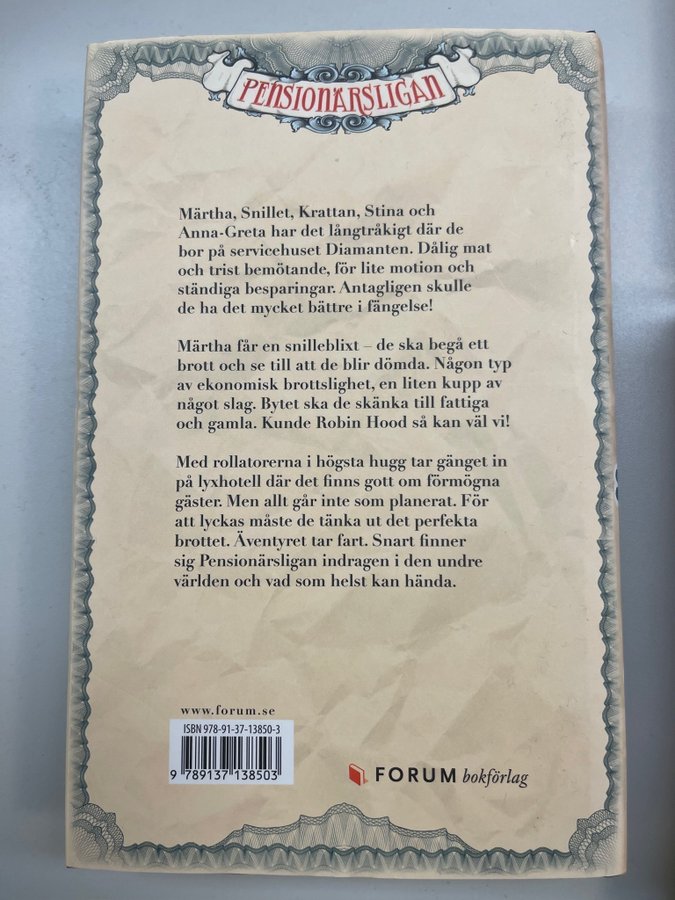 PENSIONÄRSLIGAN
Märtha, Snillet, Krattan, Stina och
Anna-Greta har det långtråkigt där de
bor på servicehuset Diamanten. Dålig mat
och trist bemötande, för lite motion och
ständiga besparingar. Antagligen skulle
de ha det mycket bättre i fängelse!
Märtha får en snilleblixt – de ska begå ett
brott och se till att de blir dömda. Någon typ
av ekonomisk brottslighet, en liten kupp av
något slag. Bytet ska de skänka till fattiga
och gamla. Kunde Robin Hood så kan väl vi!
Med rollatorerna i högsta hugg tar gänget in
på lyxhotell där det finns gott om förmögna
gäster. Men allt går inte som planerat. För
att lyckas måste de tänka ut det perfekta
brottet. Äventyret tar fart. Snart finner
sig Pensionärsligan indragen i den undre
världen och vad som helst kan hända.
www.forum.se
ISBN 978-91-37-13850-3
9 789137 138503
FORUM bokförlag